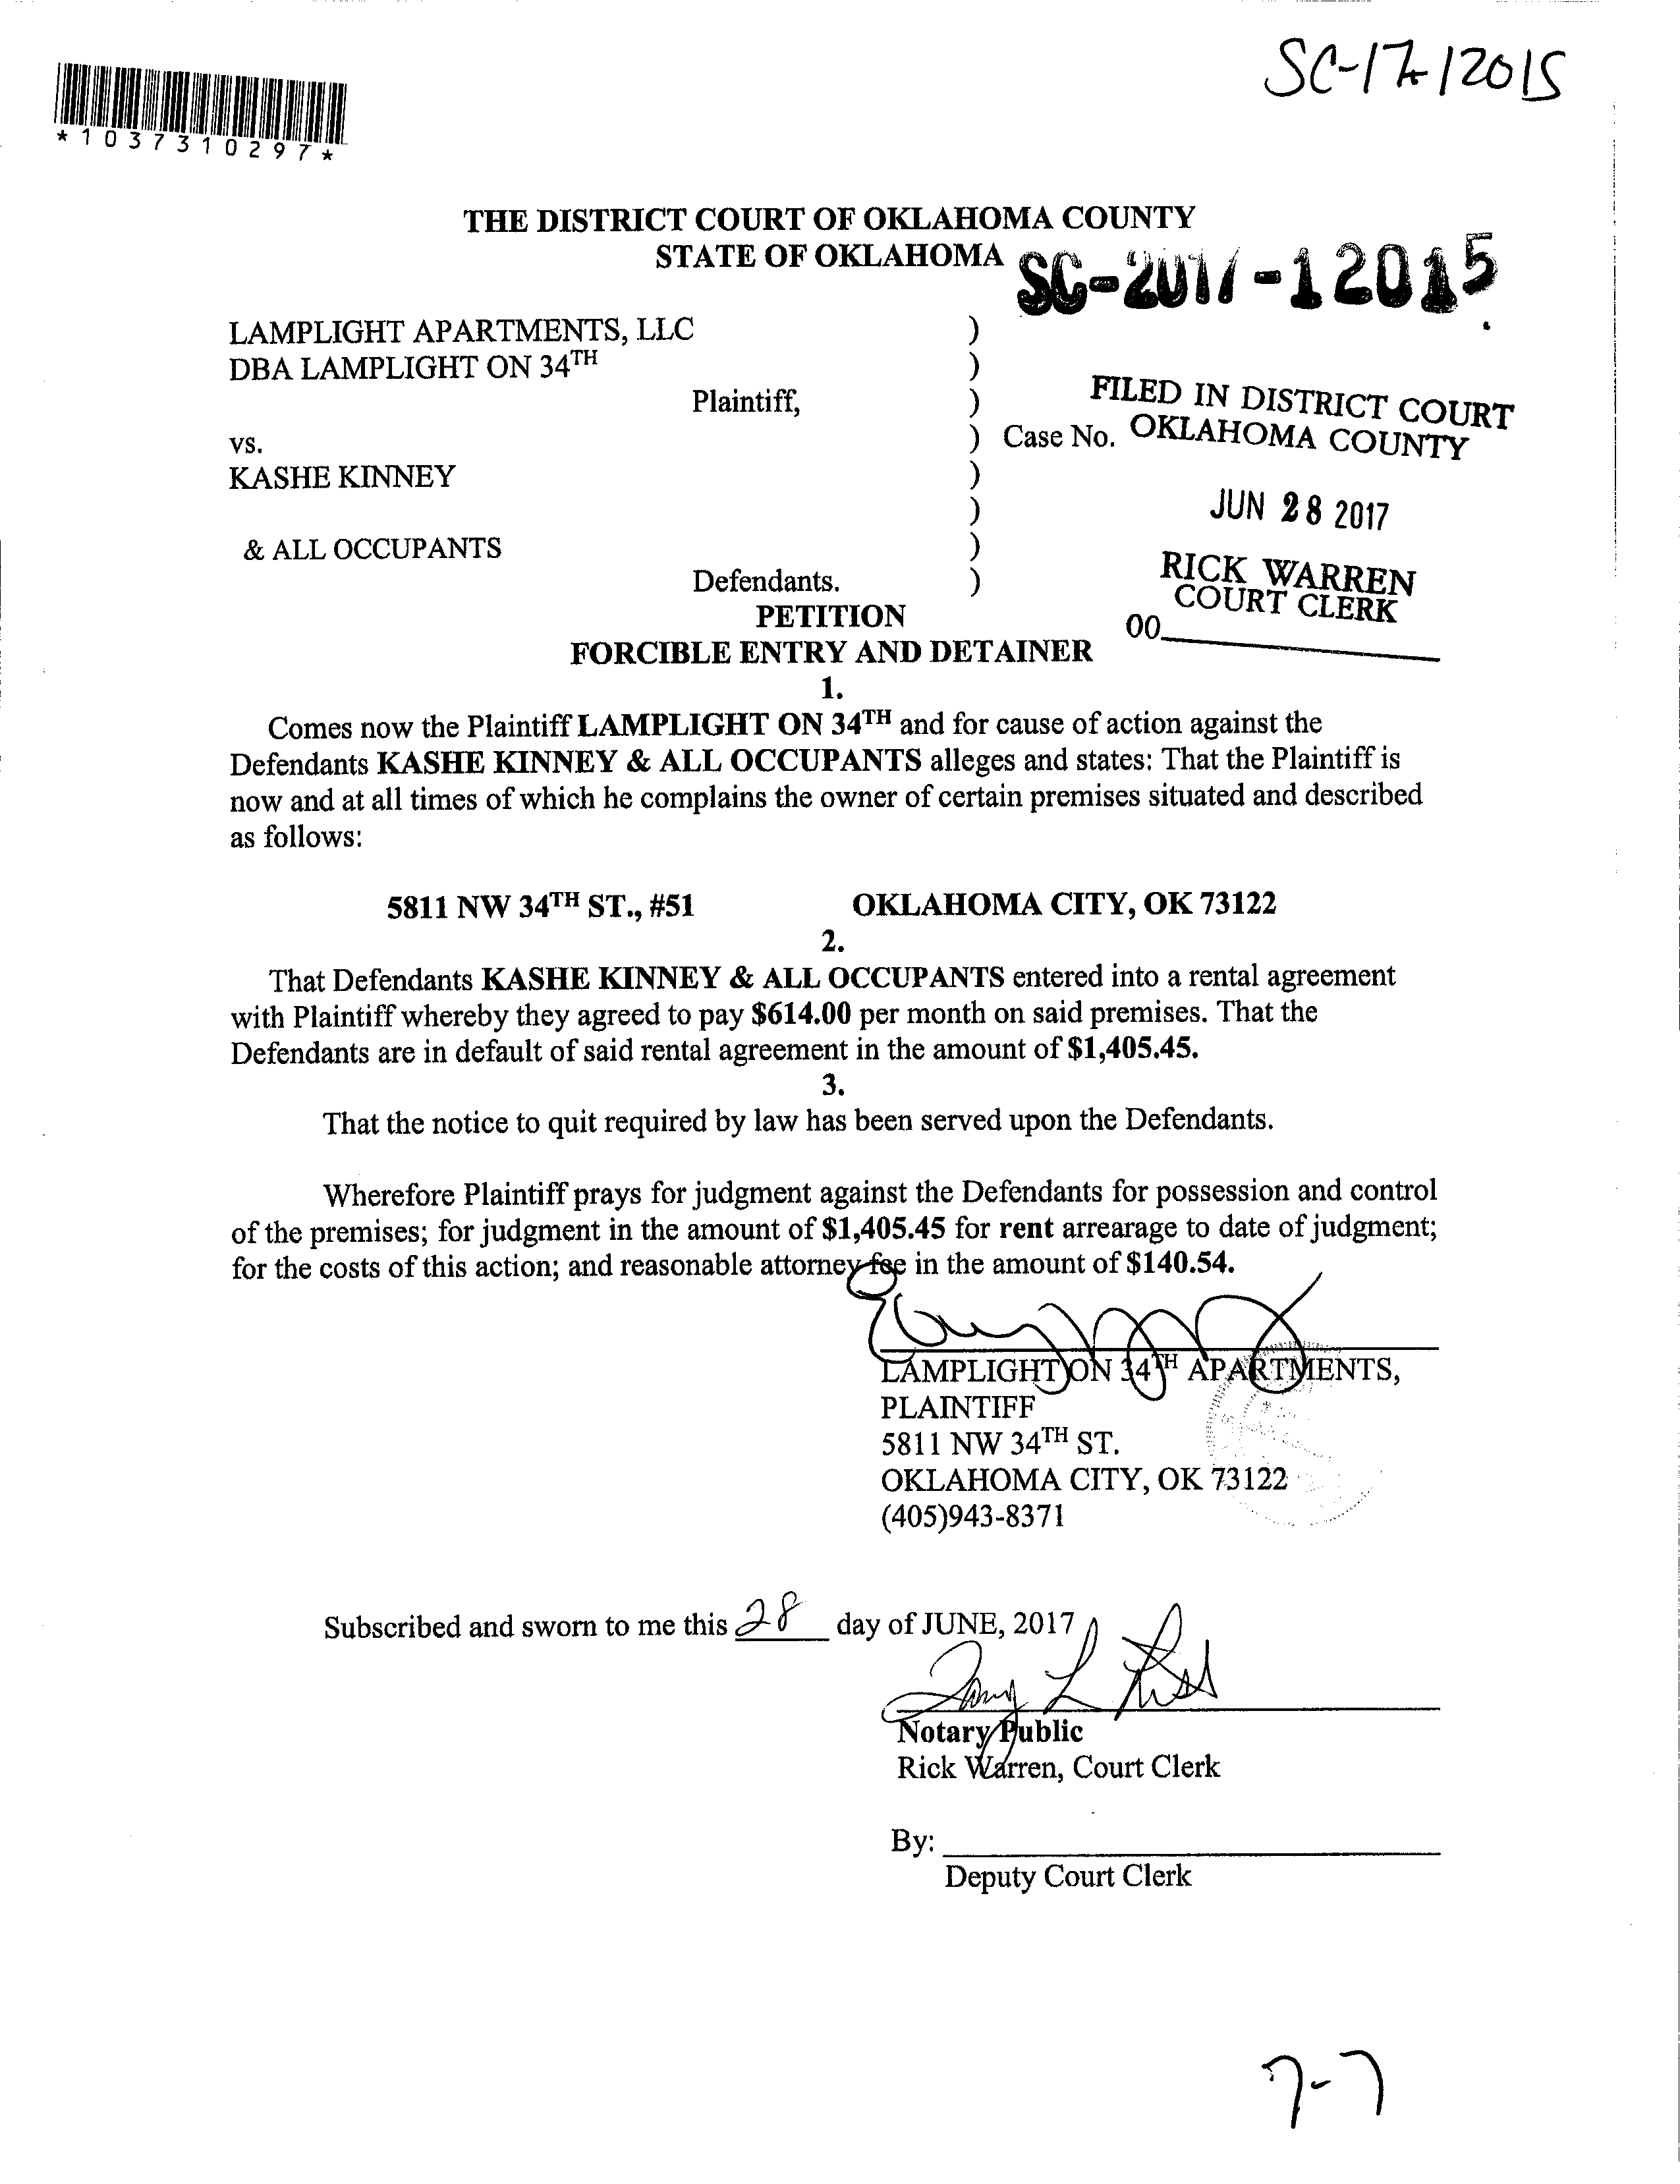 SC-17-12015
*1037310297*
THE DISTRICT COURT OF OKLAHOMA COUNTY
STATE OF OKLAHOMA
SC-2017-12015
LAMPLIGHT APARTMENTS, LLC )
DBA LAMPLIGHT ON 34TH )
Plaintiff, )
FILED IN DISTRICT COURT
vs. ) Case No. OKLAHOMA COUNTY
KASHE KINNEY )
)
JUN 28 2017
& ALL OCCUPANTS )
Defendants. )
RICK WARREN
COURT CLERK
00
PETITION
FORCIBLE ENTRY AND DETAINER
1.
Comes now the Plaintiff LAMPLIGHT ON 34TH and for cause of action against the
Defendants KASHE KINNEY & ALL OCCUPANTS alleges and states: That the Plaintiff is
now and at all times of which he complains the owner of certain premises situated and described
as follows:
5811 NW 34TH ST., #51 OKLAHOMA CITY, OK 73122
2.
That Defendants KASHE KINNEY & ALL OCCUPANTS entered into a rental agreement
with Plaintiff whereby they agreed to pay $614.00 per month on said premises. That the
Defendants are in default of said rental agreement in the amount of $1,405.45.
3.
That the notice to quit required by law has been served upon the Defendants.
Wherefore Plaintiff prays for judgment against the Defendants for possession and control
of the premises; for judgment in the amount of $1,405.45 for rent arrearage to date of judgment;
for the costs of this action; and reasonable attorney fee in the amount of $140.54.
LAMPLIGHT ON 34TH APARTMENTS,
PLAINTIFF
5811 NW 34TH ST.
OKLAHOMA CITY, OK 73122
(405)943-8371
Subscribed and sworn to me this 28 day of JUNE, 2017
Notary Public
Rick Warren, Court Clerk
By:
Deputy Court Clerk
7-7